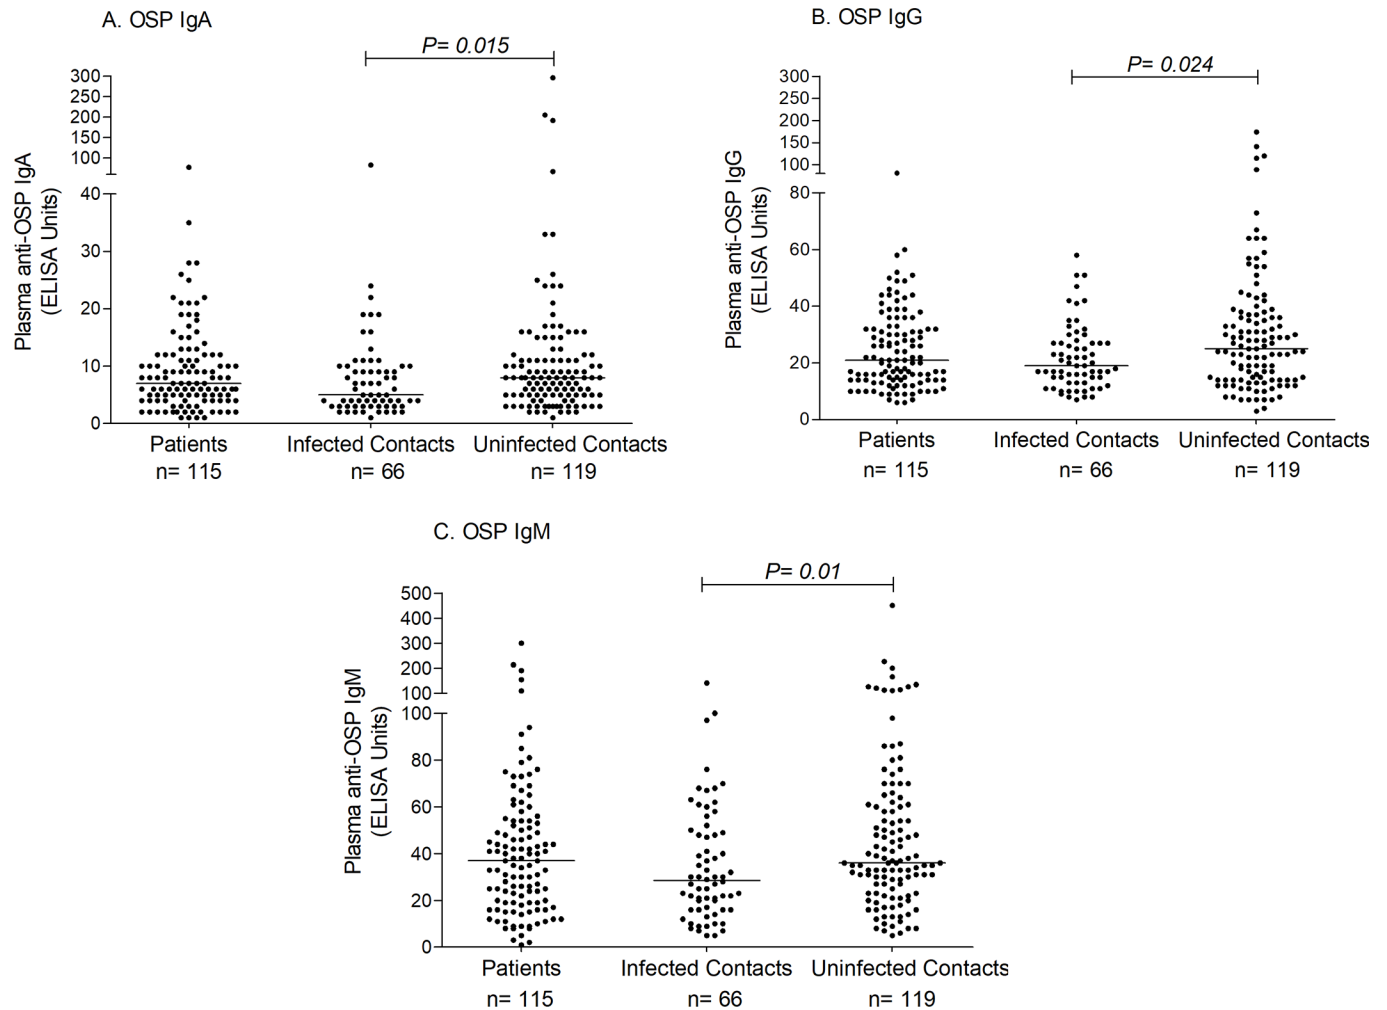 A. OSP IgA
P= 0.015
300
250
200
150
100
40
30
20
10
0
Plasma anti-OSP IgA
(ELISA Units)
Patients Infected Contacts Uninfected Contacts
n= 115 n= 66 n= 119
B. OSP IgG
P= 0.024
300
250
200
150
100
80
60
40
20
0
Plasma anti-OSP IgG
(ELISA Units)
Patients Infected Contacts Uninfected Contacts
n= 115 n= 66 n= 119
C. OSP IgM
P= 0.01
500
400
300
200
100
100
80
60
40
20
0
Plasma anti-OSP IgM
(ELISA Units)
Patients Infected Contacts Uninfected Contacts
n= 115 n= 66 n= 119